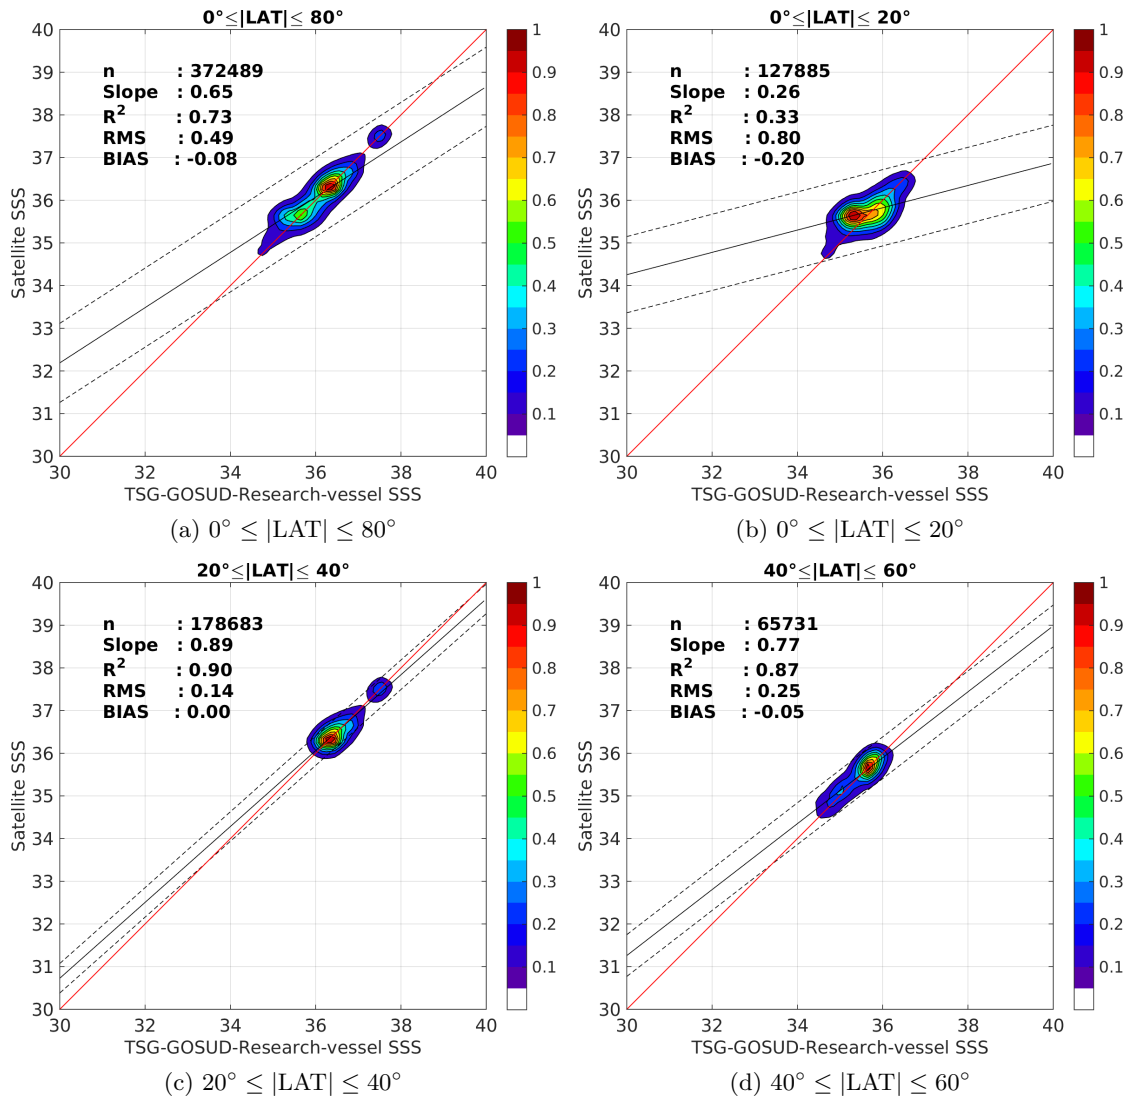 0°≤|LAT|≤ 80°
n : 372489
Slope : 0.65
R² : 0.73
RMS : 0.49
BIAS : -0.08
40
39
38
37
36
35
34
33
32
31
30
30 32 34 36 38 40
Satellite SSS
TSG-GOSUD-Research-vessel SSS
1
0.9
0.8
0.7
0.6
0.5
0.4
0.3
0.2
0.1
(a) 0° ≤ |LAT| ≤ 80°
0°≤|LAT|≤ 20°
n : 127885
Slope : 0.26
R² : 0.33
RMS : 0.80
BIAS : -0.20
40
39
38
37
36
35
34
33
32
31
30
30 32 34 36 38 40
Satellite SSS
TSG-GOSUD-Research-vessel SSS
1
0.9
0.8
0.7
0.6
0.5
0.4
0.3
0.2
0.1
(b) 0° ≤ |LAT| ≤ 20°
20°≤|LAT|≤ 40°
n : 178683
Slope : 0.89
R² : 0.90
RMS : 0.14
BIAS : 0.00
40
39
38
37
36
35
34
33
32
31
30
30 32 34 36 38 40
Satellite SSS
TSG-GOSUD-Research-vessel SSS
1
0.9
0.8
0.7
0.6
0.5
0.4
0.3
0.2
0.1
(c) 20° ≤ |LAT| ≤ 40°
40°≤|LAT|≤ 60°
n : 65731
Slope : 0.77
R² : 0.87
RMS : 0.25
BIAS : -0.05
40
39
38
37
36
35
34
33
32
31
30
30 32 34 36 38 40
Satellite SSS
TSG-GOSUD-Research-vessel SSS
1
0.9
0.8
0.7
0.6
0.5
0.4
0.3
0.2
0.1
(d) 40° ≤ |LAT| ≤ 60°